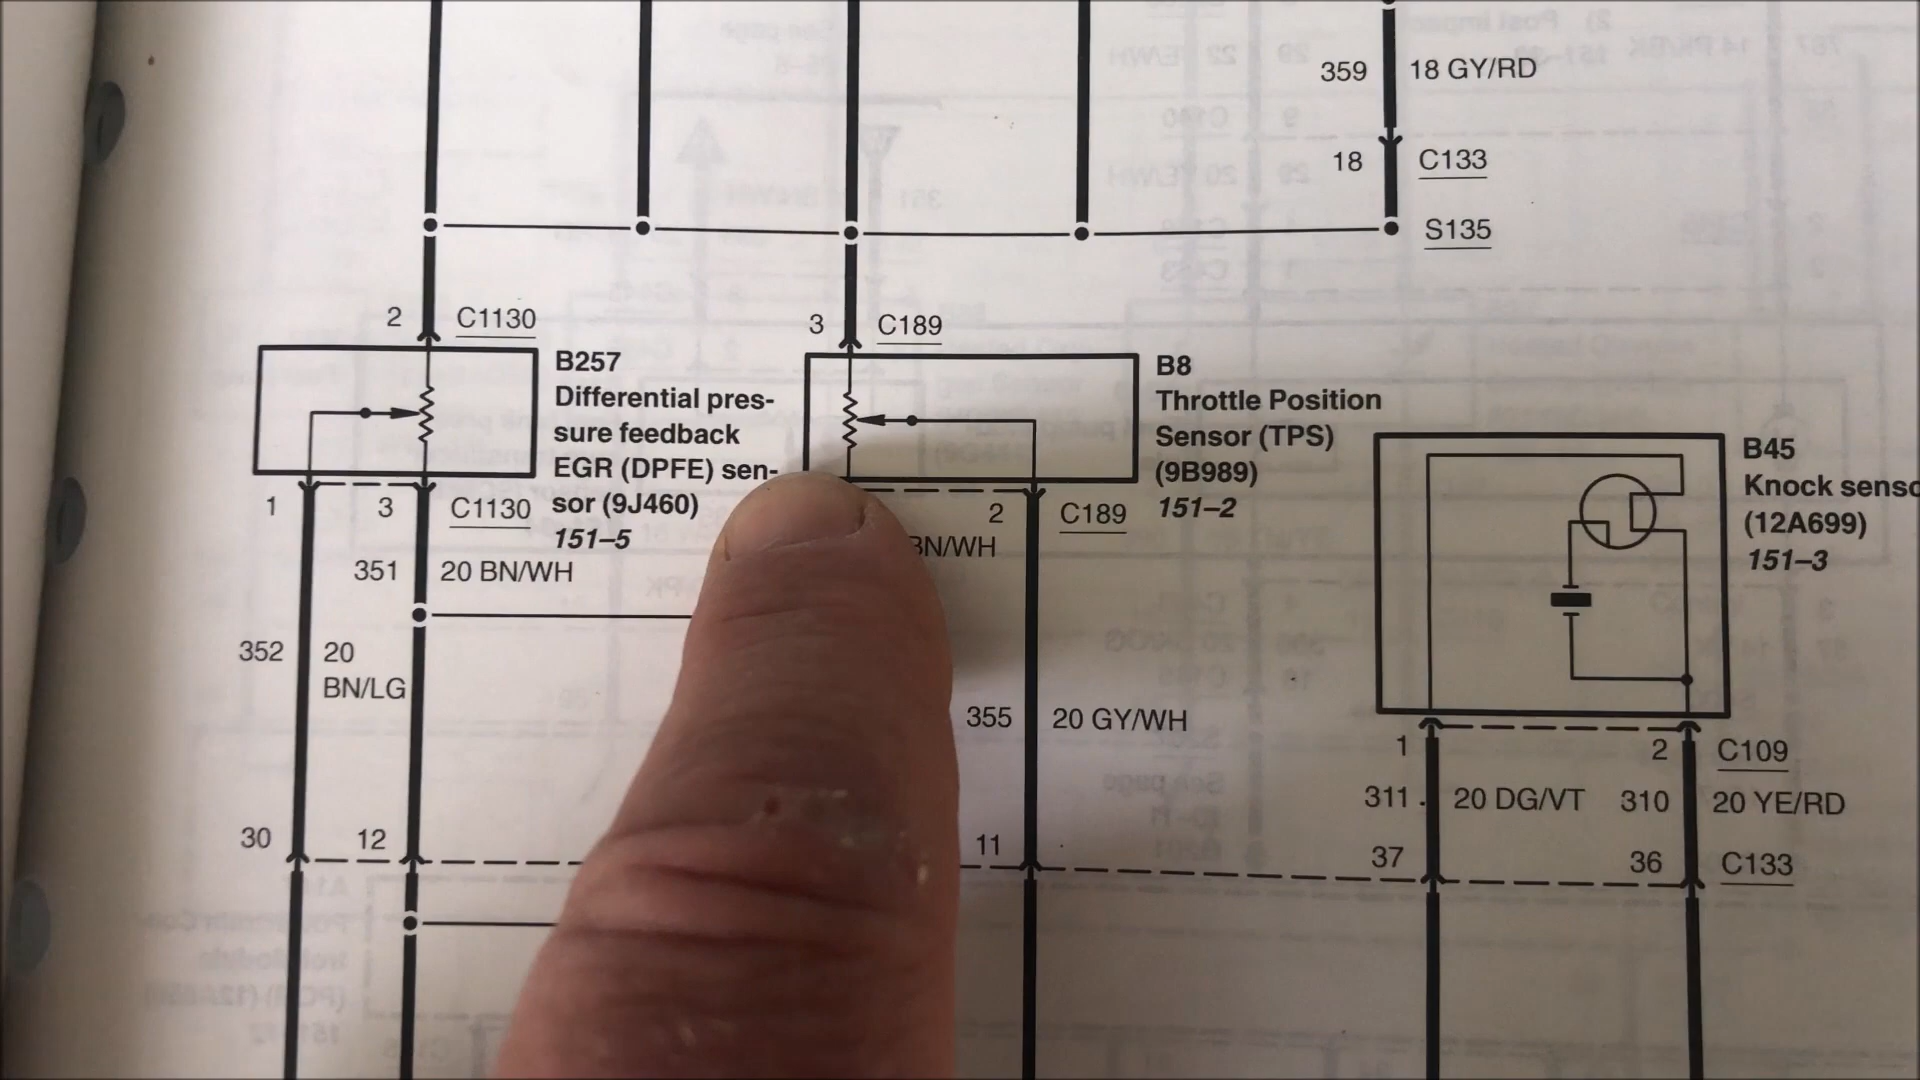 359 18 GY/RD
18 C133
S135
2 C1130
3 C189
B257
Differential pres-
sure feedback
EGR (DPFE) sen-
sor (9J460)
151–5
B8
Throttle Position
Sensor (TPS)
(9B989)
151–2
B45
Knock senso
(12A699)
151–3
1 3 C1130
2 C189
351 20 BN/WH
BN/WH
352 20
BN/LG
355 20 GY/WH
1 2 C109
311 20 DG/VT 310 20 YE/RD
30 12 11 37 36 C133